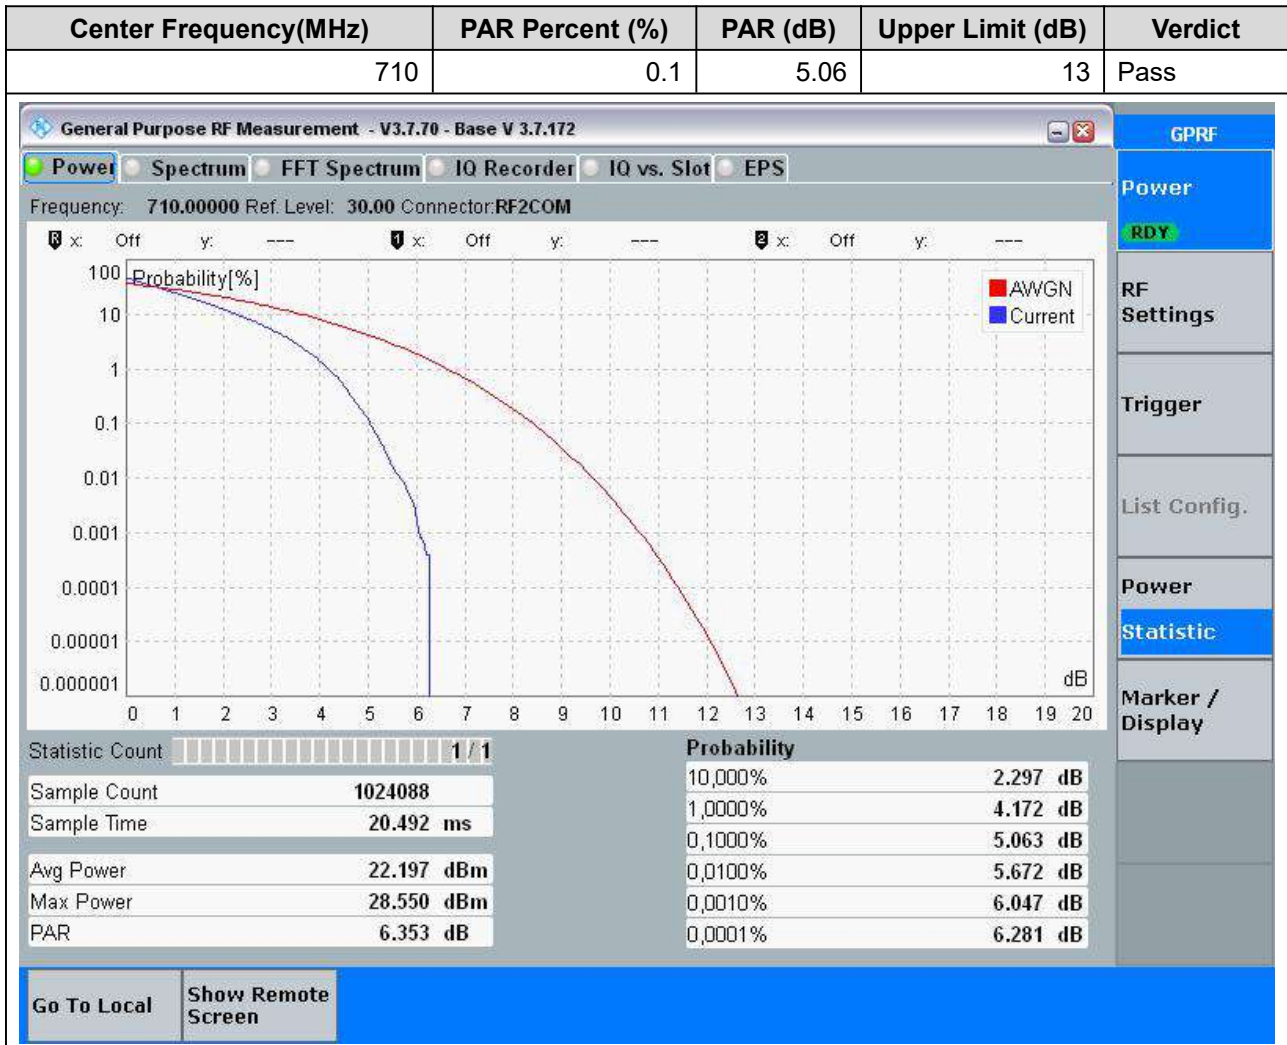 Center Frequency(MHz) PAR Percent (%) PAR (dB) Upper Limit (dB) Verdict
710 0.1 5.06 13 Pass
General Purpose RF Measurement - V3.7.70 - Base V 3.7.172
GPRF
Power Spectrum FFT Spectrum IQ Recorder IQ vs. Slot EPS
Power
RDY
Frequency: 710.00000 Ref. Level: 30.00 Connector:RF2COM
R x: Off y: --- 1 x: Off y: --- 2 x: Off y: ---
Probability[%]
AWGN
Current
100
10
1
0.1
0.01
0.001
0.0001
0.00001
0.000001
dB
0 1 2 3 4 5 6 7 8 9 10 11 12 13 14 15 16 17 18 19 20
RF
Settings
Trigger
List Config.
Power
Statistic
Marker /
Display
Statistic Count 1 / 1
Sample Count 1024088
Sample Time 20.492 ms
Avg Power 22.197 dBm
Max Power 28.550 dBm
PAR 6.353 dB
Probability
10,000% 2.297 dB
1,0000% 4.172 dB
0,1000% 5.063 dB
0,0100% 5.672 dB
0,0010% 6.047 dB
0,0001% 6.281 dB
Go To Local
Show Remote
Screen